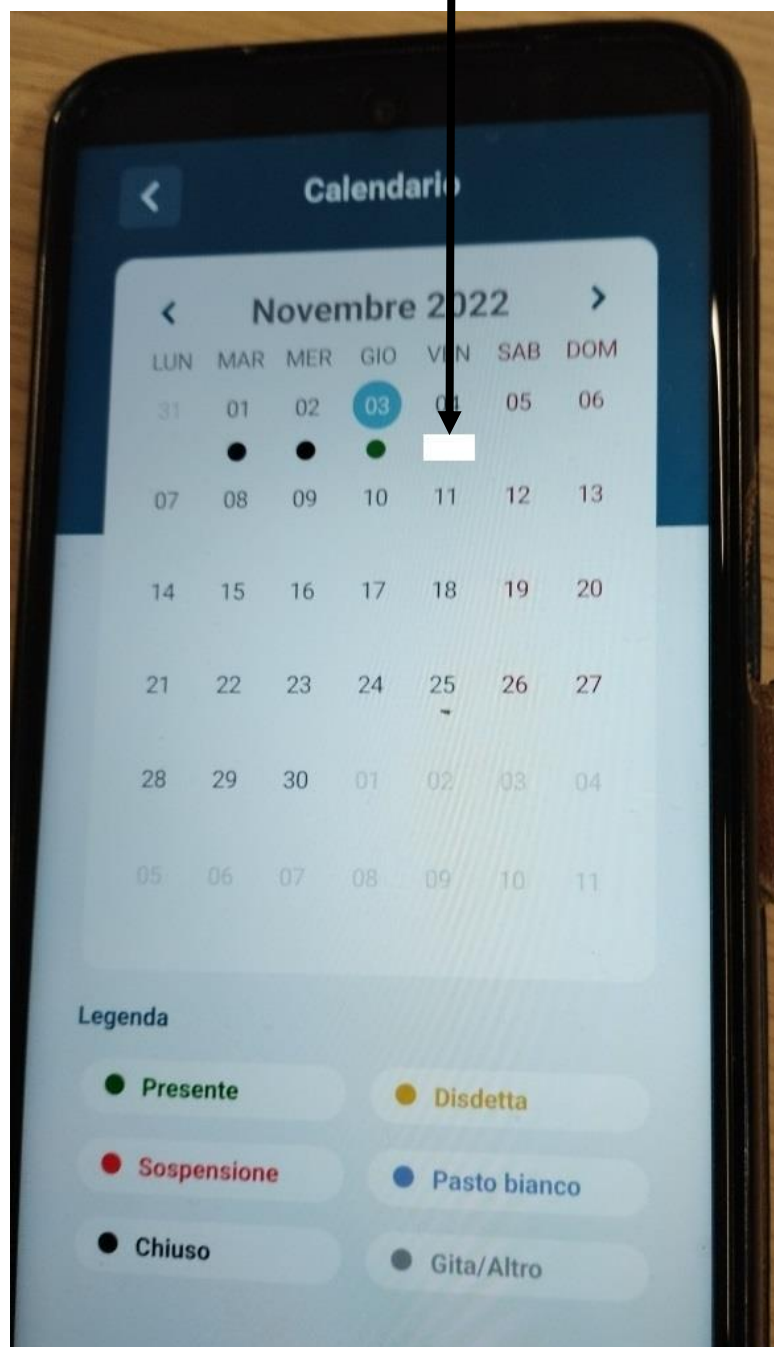 Calendario
Novembre 2022
LUN MAR MER GIO VEN SAB DOM
31 01 02 03 04 05 06
07 08 09 10 11 12 13
14 15 16 17 18 19 20
21 22 23 24 25 26 27
28 29 30 01 02 03 04
05 06 07 08 09 10 11
Legenda
Presente Disdetta
Sospensione Pasto bianco
Chiuso Gita/Altro